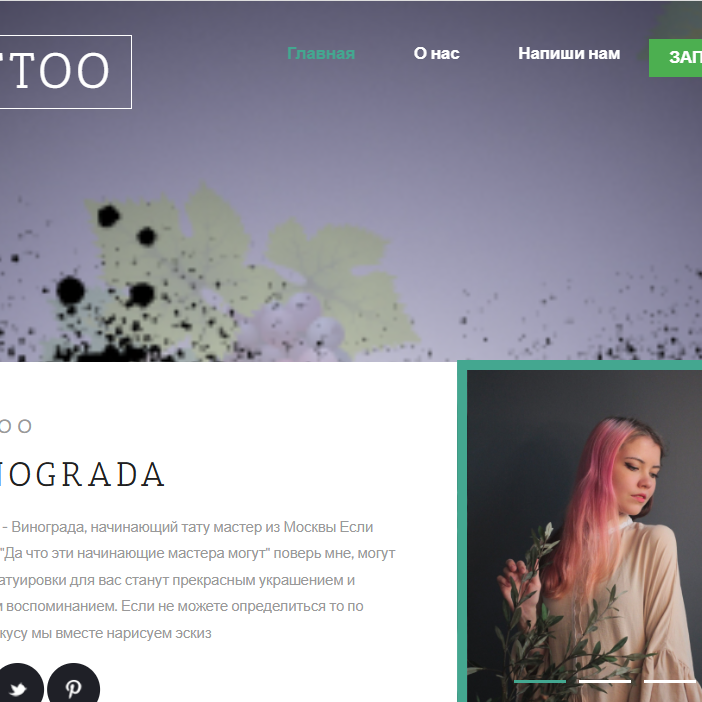 TTOO
Главная
О нас
Напиши нам
ЗАП
OO
NOGRADA
- Винограда, начинающий тату мастер из Москвы Если
"Да что эти начинающие мастера могут" поверь мне, могут
атуировки для вас станут прекрасным украшением и
м воспоминанием. Если не можете определиться то по
кусу мы вместе нарисуем эскиз